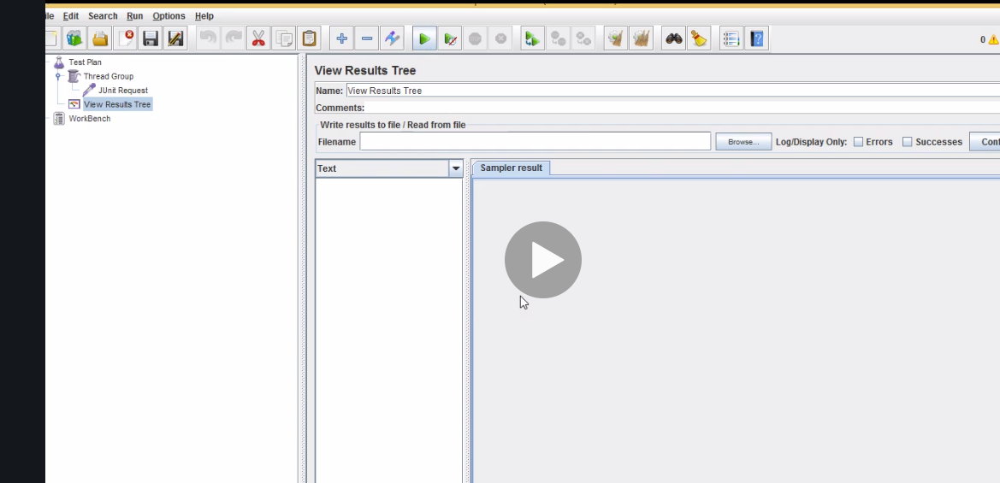 Edit Search Run Options Help
0
Test Plan
Thread Group
JUnit Request
View Results Tree
WorkBench
View Results Tree
Name: View Results Tree
Comments:
Write results to file / Read from file
Filename Browse... Log/Display Only: Errors Successes
Text
Sampler result